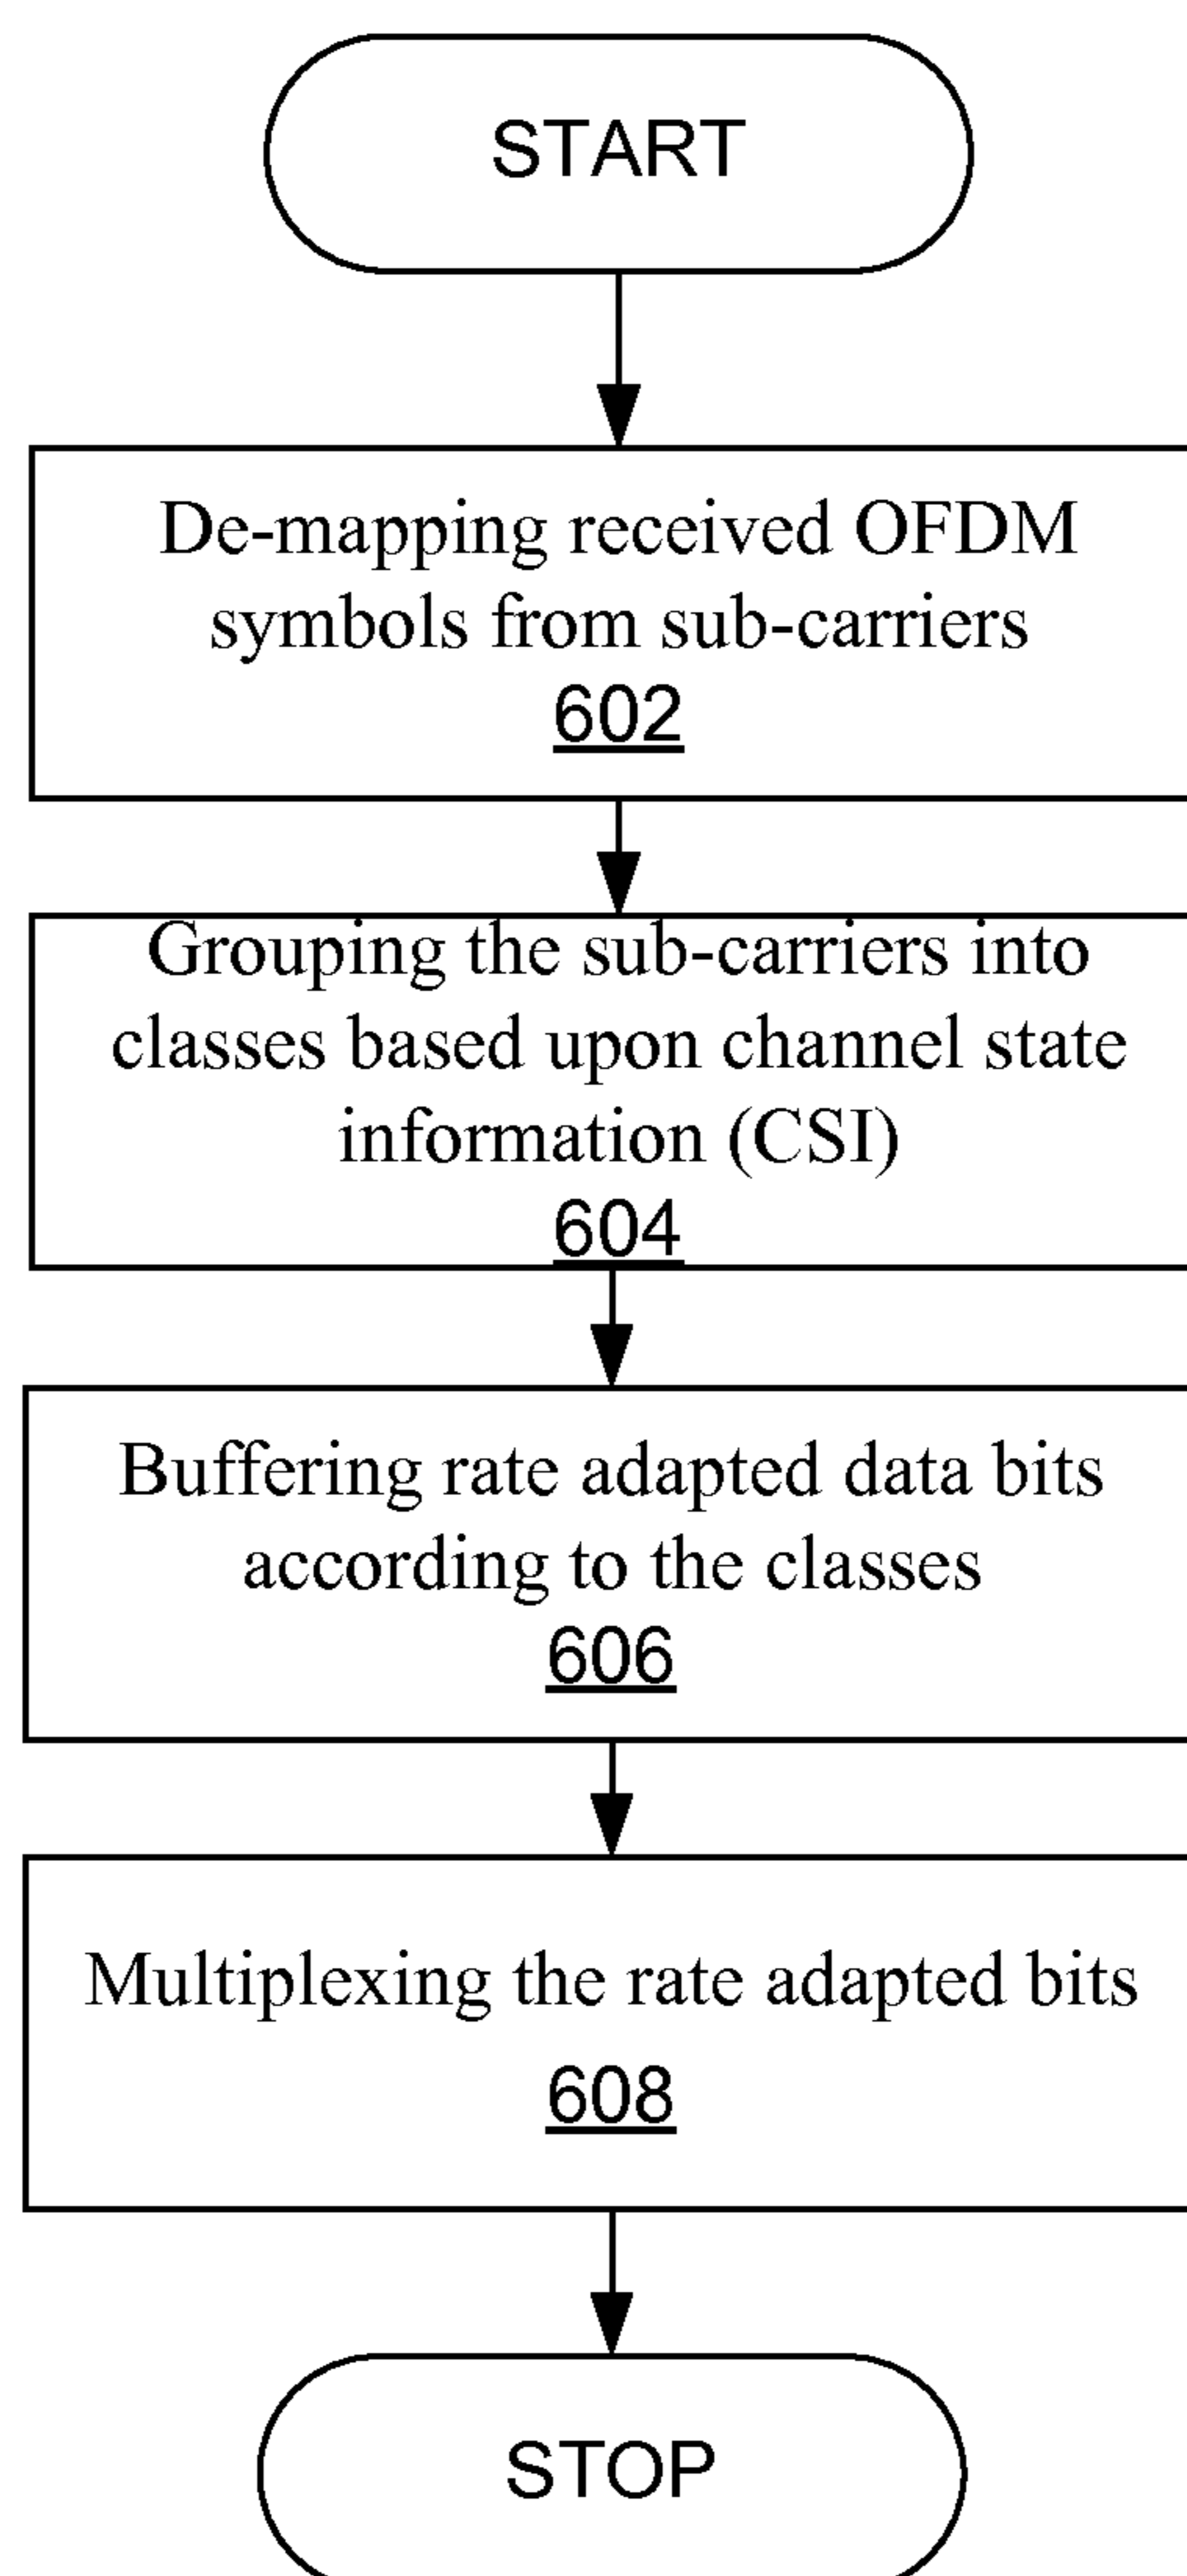 START
De-mapping received OFDM
symbols from sub-carriers
602
Grouping the sub-carriers into
classes based upon channel state
information (CSI)
604
Buffering rate adapted data bits
according to the classes
606
Multiplexing the rate adapted bits
608
STOP